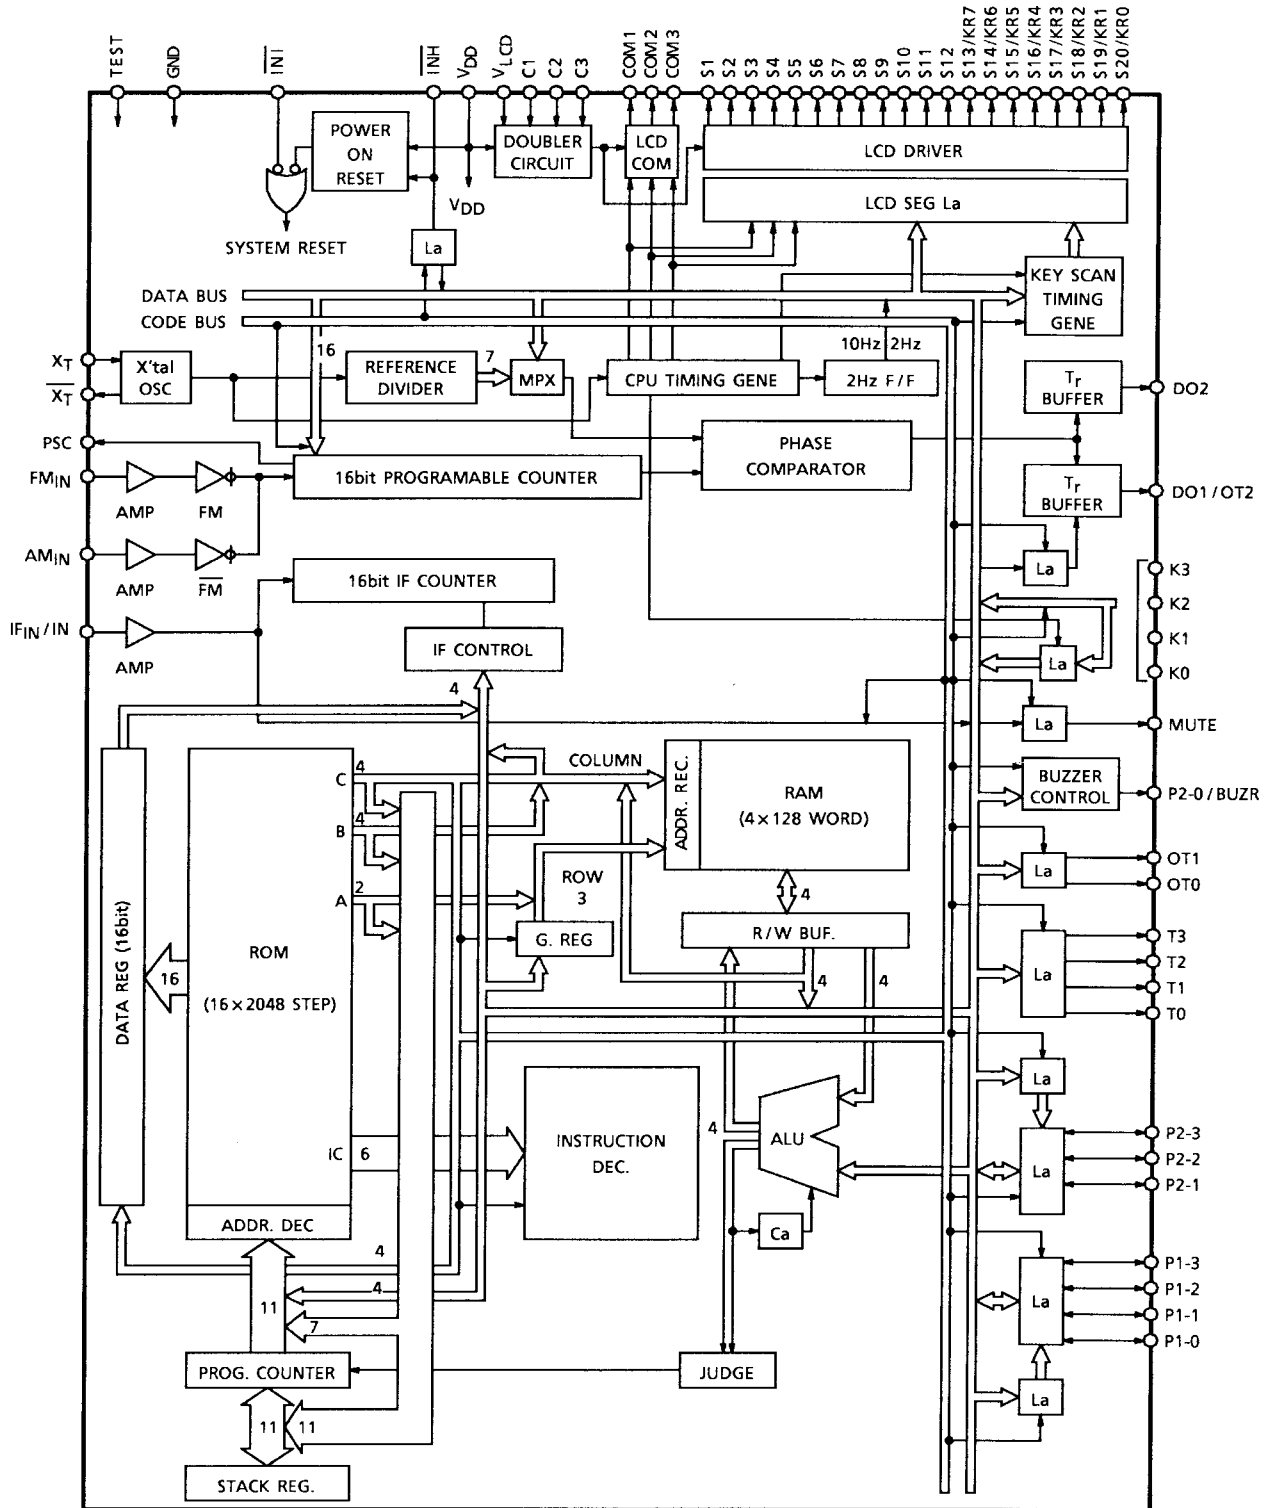 TEST
GND
INI
INH
VDD
VLCD
C1
C2
C3
COM1
COM2
COM3
S1
S2
S3
S4
S5
S6
S7
S8
S9
S10
S11
S12
S13/KR7
S14/KR6
S15/KR5
S16/KR4
S17/KR3
S18/KR2
S19/KR1
S20/KR0
POWER
ON
RESET
DOUBLER
CIRCUIT
LCD
COM
LCD DRIVER
LCD SEG La
VDD
SYSTEM RESET
La
KEY SCAN
TIMING
GENE
DATA BUS
CODE BUS
16
10Hz
2Hz
XT
XT
X'tal
OSC
REFERENCE
DIVIDER
7
MPX
CPU TIMING GENE
2Hz F/F
Tr
BUFFER
DO2
PSC
FMIN
AMP
FM
16bit PROGRAMABLE COUNTER
PHASE
COMPARATOR
Tr
BUFFER
DO1/OT2
La
AMIN
AMP
FM
16bit IF COUNTER
IF CONTROL
K3
K2
K1
K0
La
IFIN/IN
AMP
4
La
MUTE
DATA REG (16bit)
16
ROM
(16×2048 STEP)
C
4
B
4
A
2
IC
6
COLUMN
ADDR. REC.
RAM
(4×128 WORD)
ROW
3
G. REG
4
R/W BUF.
4
4
BUZZER
CONTROL
P2-0/BUZR
La
OT1
OT0
La
T3
T2
T1
T0
La
INSTRUCTION
DEC.
4
ALU
Ca
La
P2-3
P2-2
P2-1
ADDR. DEC
4
4
11
7
La
P1-3
P1-2
P1-1
P1-0
PROG. COUNTER
JUDGE
La
11
11
STACK REG.